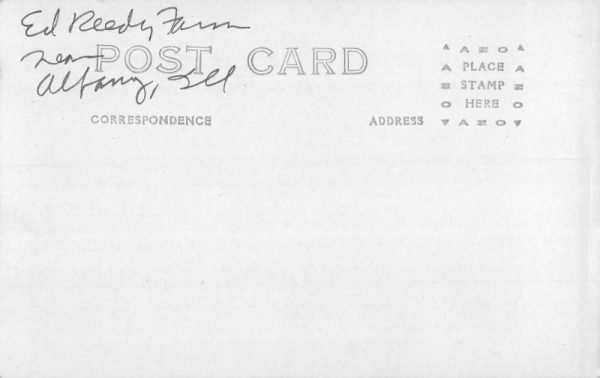 Ed Reedy Farm
near
Albany, Ill
POST CARD
CORRESPONDENCE
ADDRESS
AZO
PLACE
STAMP
HERE
AZO